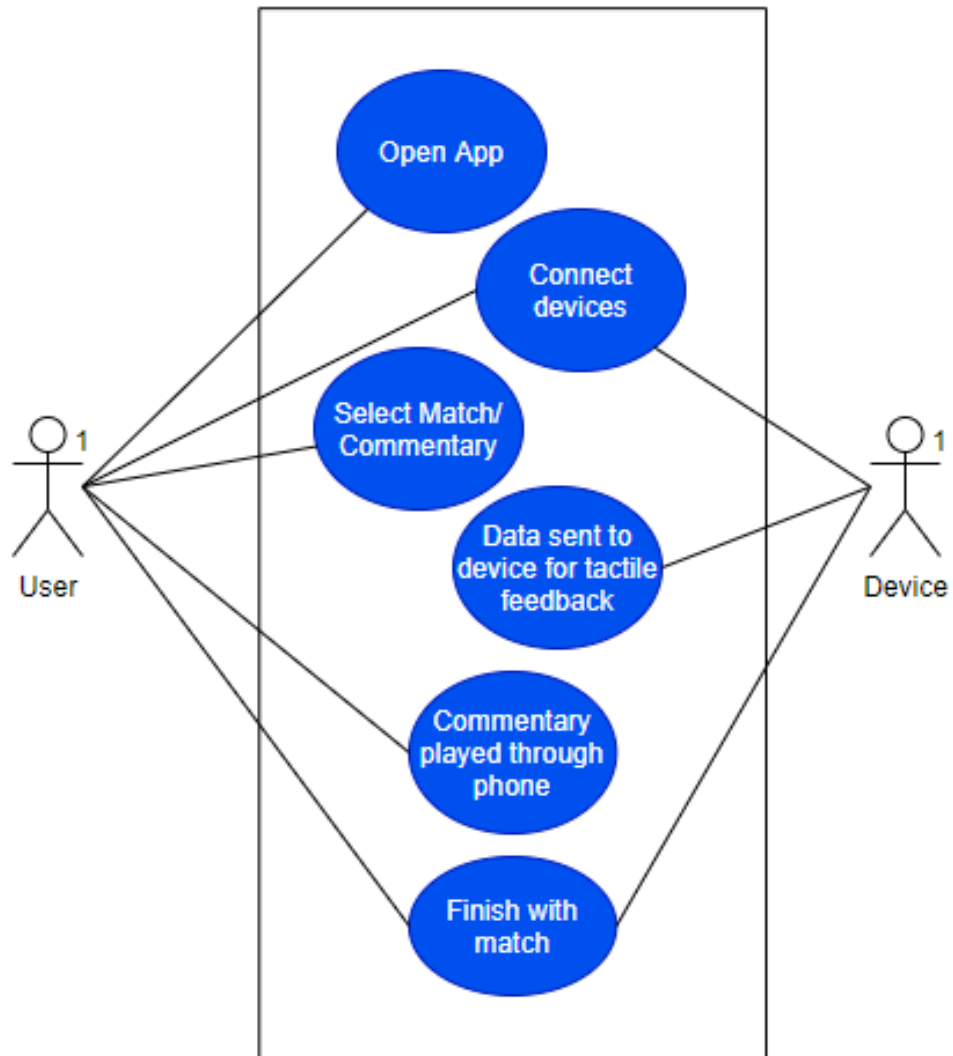 Open App
Connect
devices
Select Match/
Commentary
1
User
1
Device
Data sent to
device for tactile
feedback
Commentary
played through
phone
Finish with
match